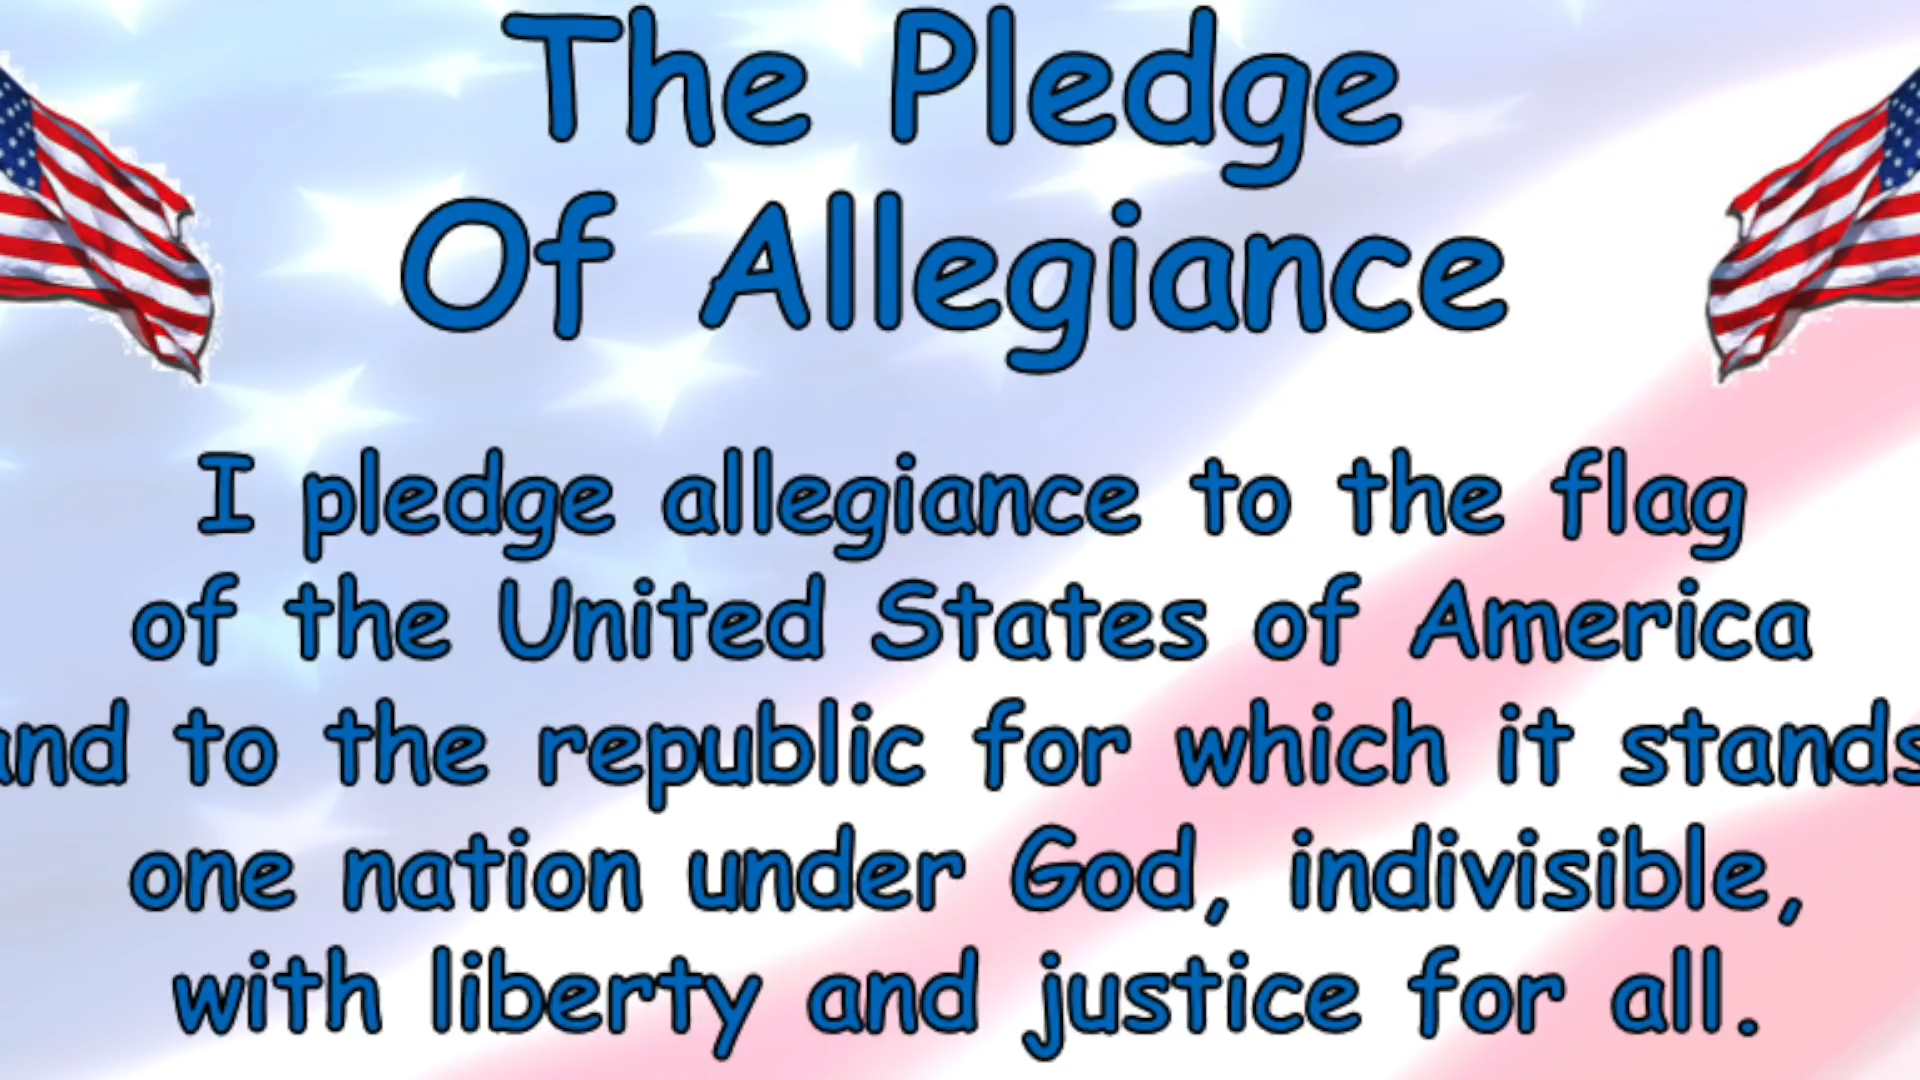 The Pledge
Of Allegiance
I pledge allegiance to the flag
of the United States of America
and to the republic for which it stands
one nation under God, indivisible,
with liberty and justice for all.